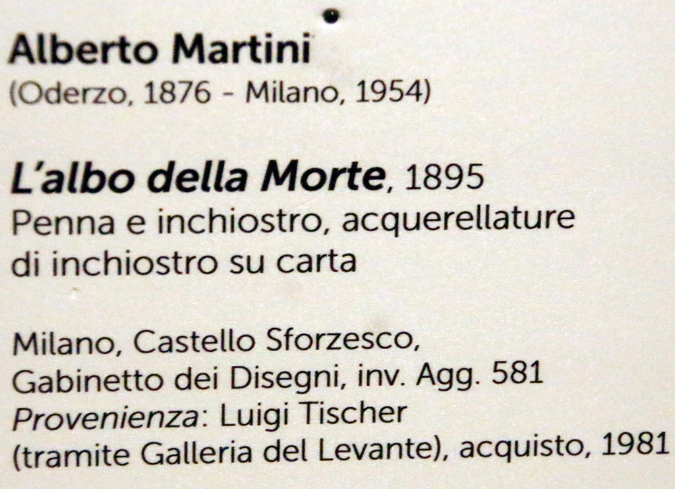 Alberto Martini
(Oderzo, 1876 - Milano, 1954)
L'albo della Morte, 1895
Penna e inchiostro, acquerellature
di inchiostro su carta
Milano, Castello Sforzesco,
Gabinetto dei Disegni, inv. Agg. 581
Provenienza: Luigi Tischer
(tramite Galleria del Levante), acquisto, 1981